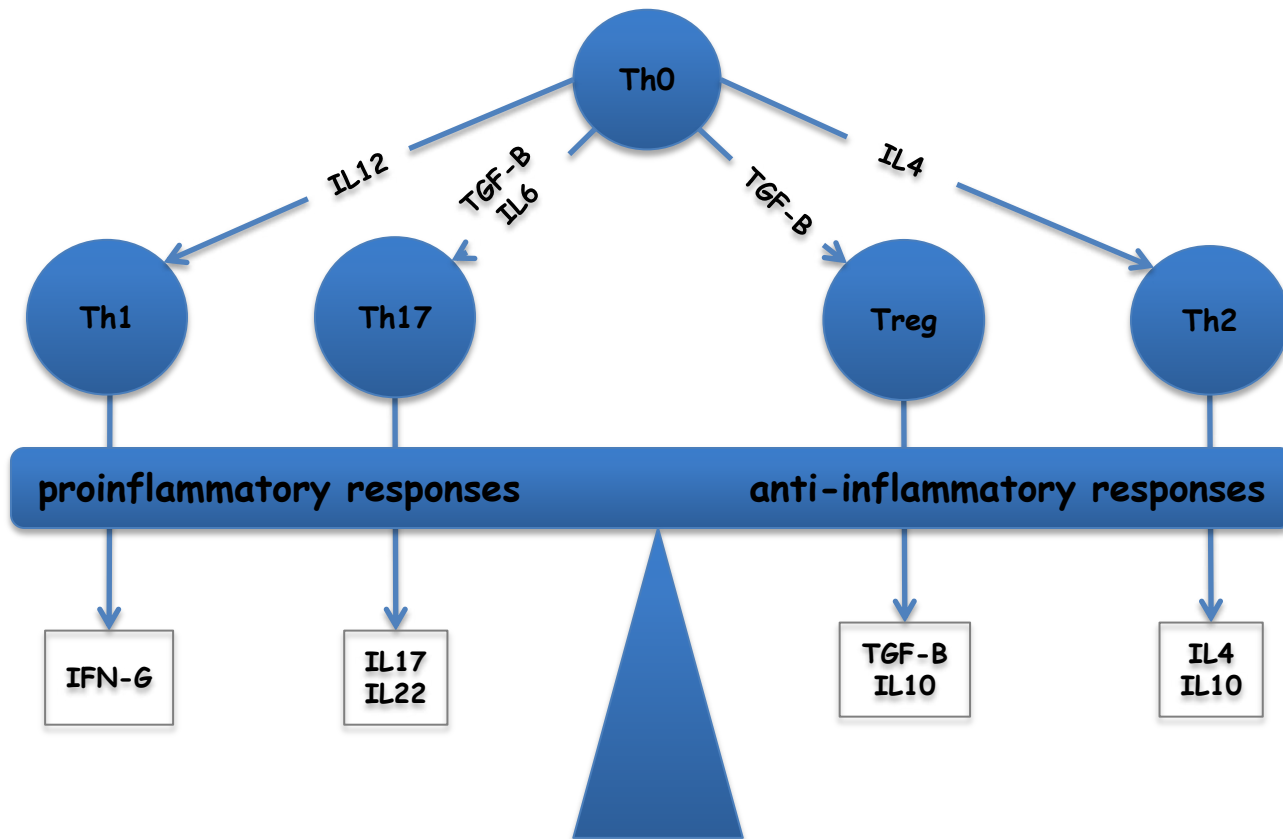 Th0
IL12
TGF-B
IL6
TGF-B
IL4
Th1
Th17
Treg
Th2
proinflammatory responses
anti-inflammatory responses
IFN-G
IL17
IL22
TGF-B
IL10
IL4
IL10